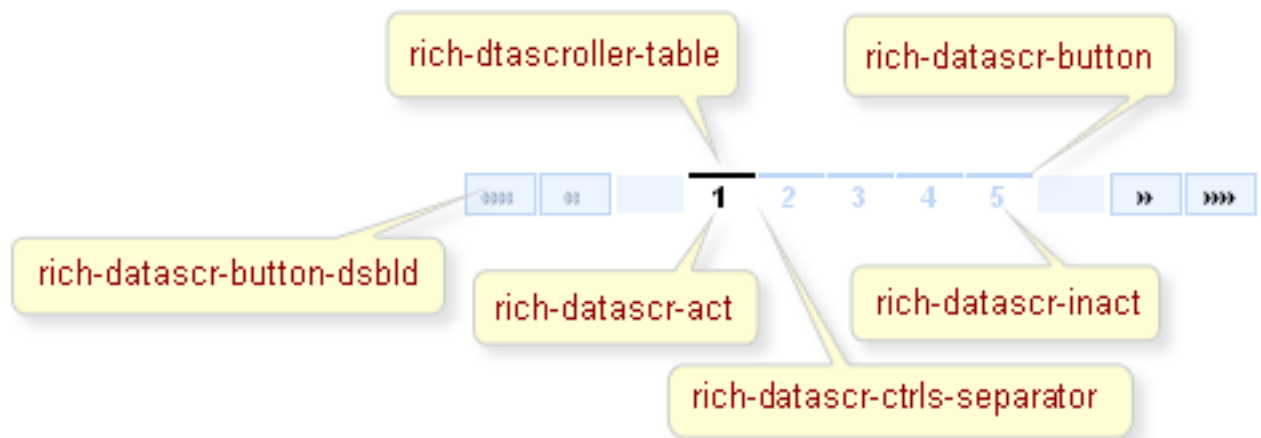 rich-dtascroller-table
rich-datascr-button
«««« «« 1 2 3 4 5 »» »»»»
rich-datascr-button-dsbld
rich-datascr-act
rich-datascr-inact
rich-datascr-ctrls-separator